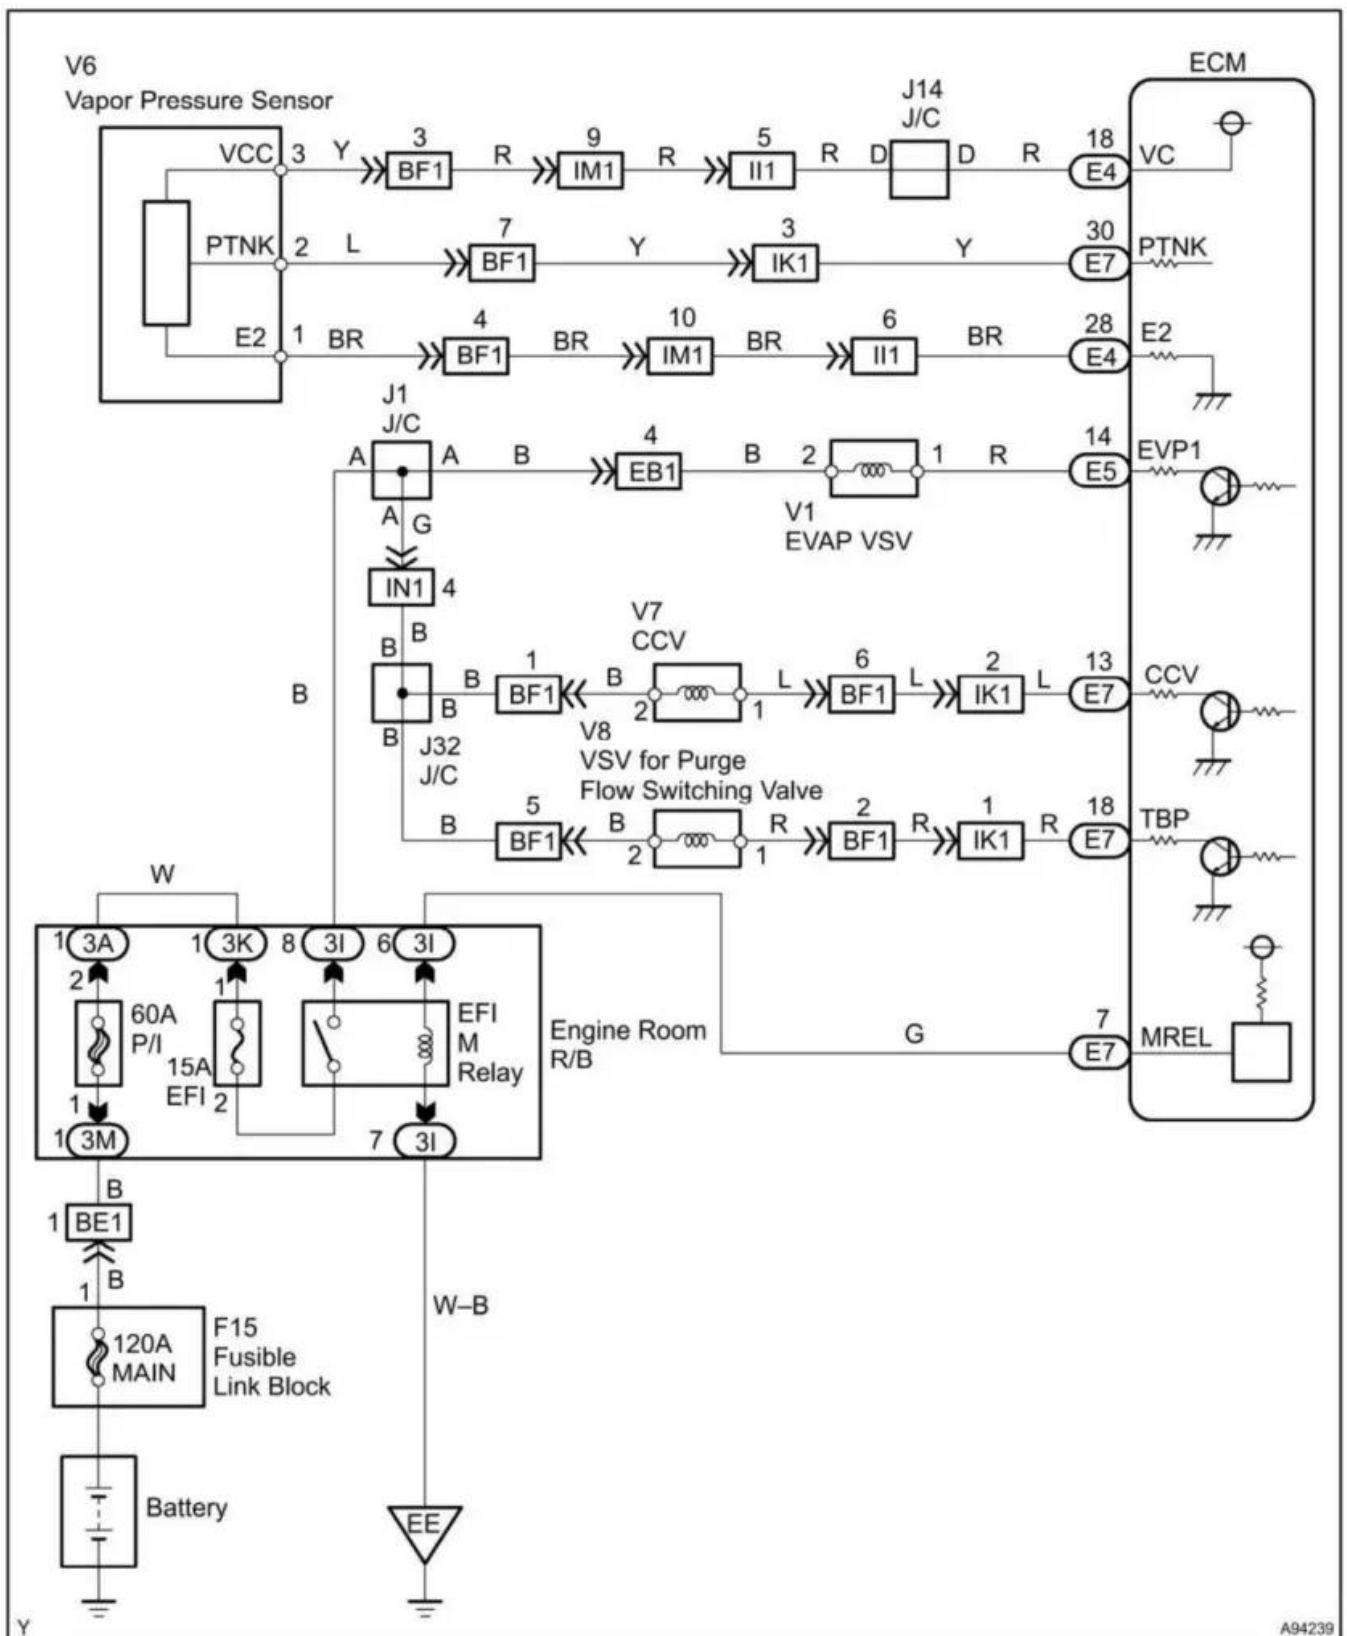 V6
Vapor Pressure Sensor
ECM
J14
J/C
VCC 3 Y 3 BF1 R 9 IM1 R 5 II1 R D D R 18 E4 VC
PTNK 2 L 7 BF1 Y 3 IK1 Y 30 E7 PTNK
E2 1 BR 4 BF1 BR 10 IM1 BR 6 II1 BR 28 E4 E2
J1
J/C
A A B 4 EB1 B 2 1 R 14 E5 EVP1
V1
EVAP VSV
A G
IN1 4
B B
V7
CCV
B B 1 BF1 B 2 1 L 6 BF1 L 2 IK1 L 13 E7 CCV
B
J32
J/C
V8
VSV for Purge
Flow Switching Valve
B 5 BF1 B 2 1 R 2 BF1 R 1 IK1 R 18 E7 TBP
B
W
1 3A 1 3K 8 3I 6 3I
2 1
60A
P/I
15A
EFI 2
EFI
M
Relay
Engine Room
R/B
G 7 E7 MREL
1
1 3M 7 3I
B
1 BE1
B
1
W–B
120A
MAIN
F15
Fusible
Link Block
Battery
EE
Y
A94239